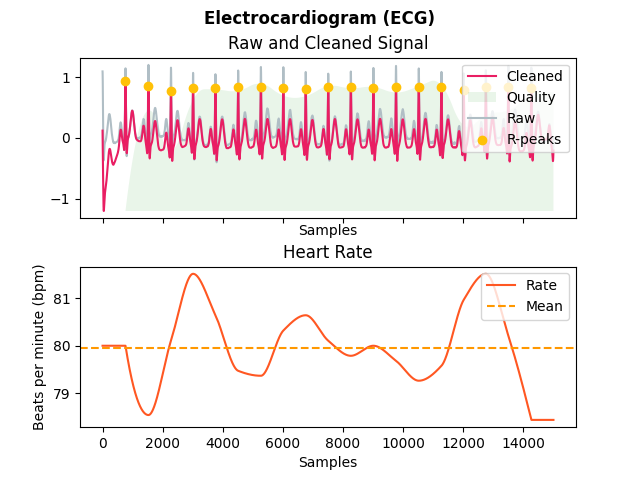 Electrocardiogram (ECG)
Raw and Cleaned Signal
1
0
−1
Cleaned
Quality
Raw
R-peaks
Samples
Heart Rate
Beats per minute (bpm)
81
80
79
Rate
Mean
0 2000 4000 6000 8000 10000 12000 14000
Samples